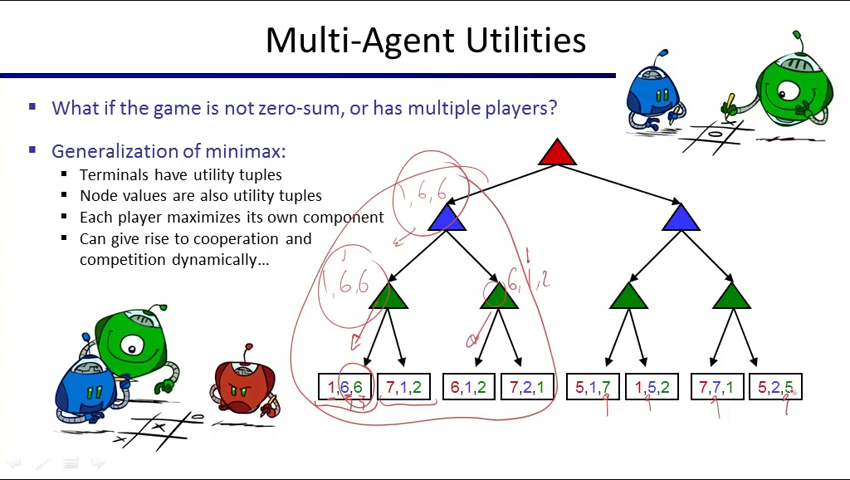 Multi-Agent Utilities
What if the game is not zero-sum, or has multiple players?
Generalization of minimax:
Terminals have utility tuples
Node values are also utility tuples
Each player maximizes its own component
Can give rise to cooperation and
competition dynamically…
1,6,6
1,6,6
6,1,2
1,6,6
7,1,2
6,1,2
7,2,1
5,1,7
1,5,2
7,7,1
5,2,5
x
o
x
x
o